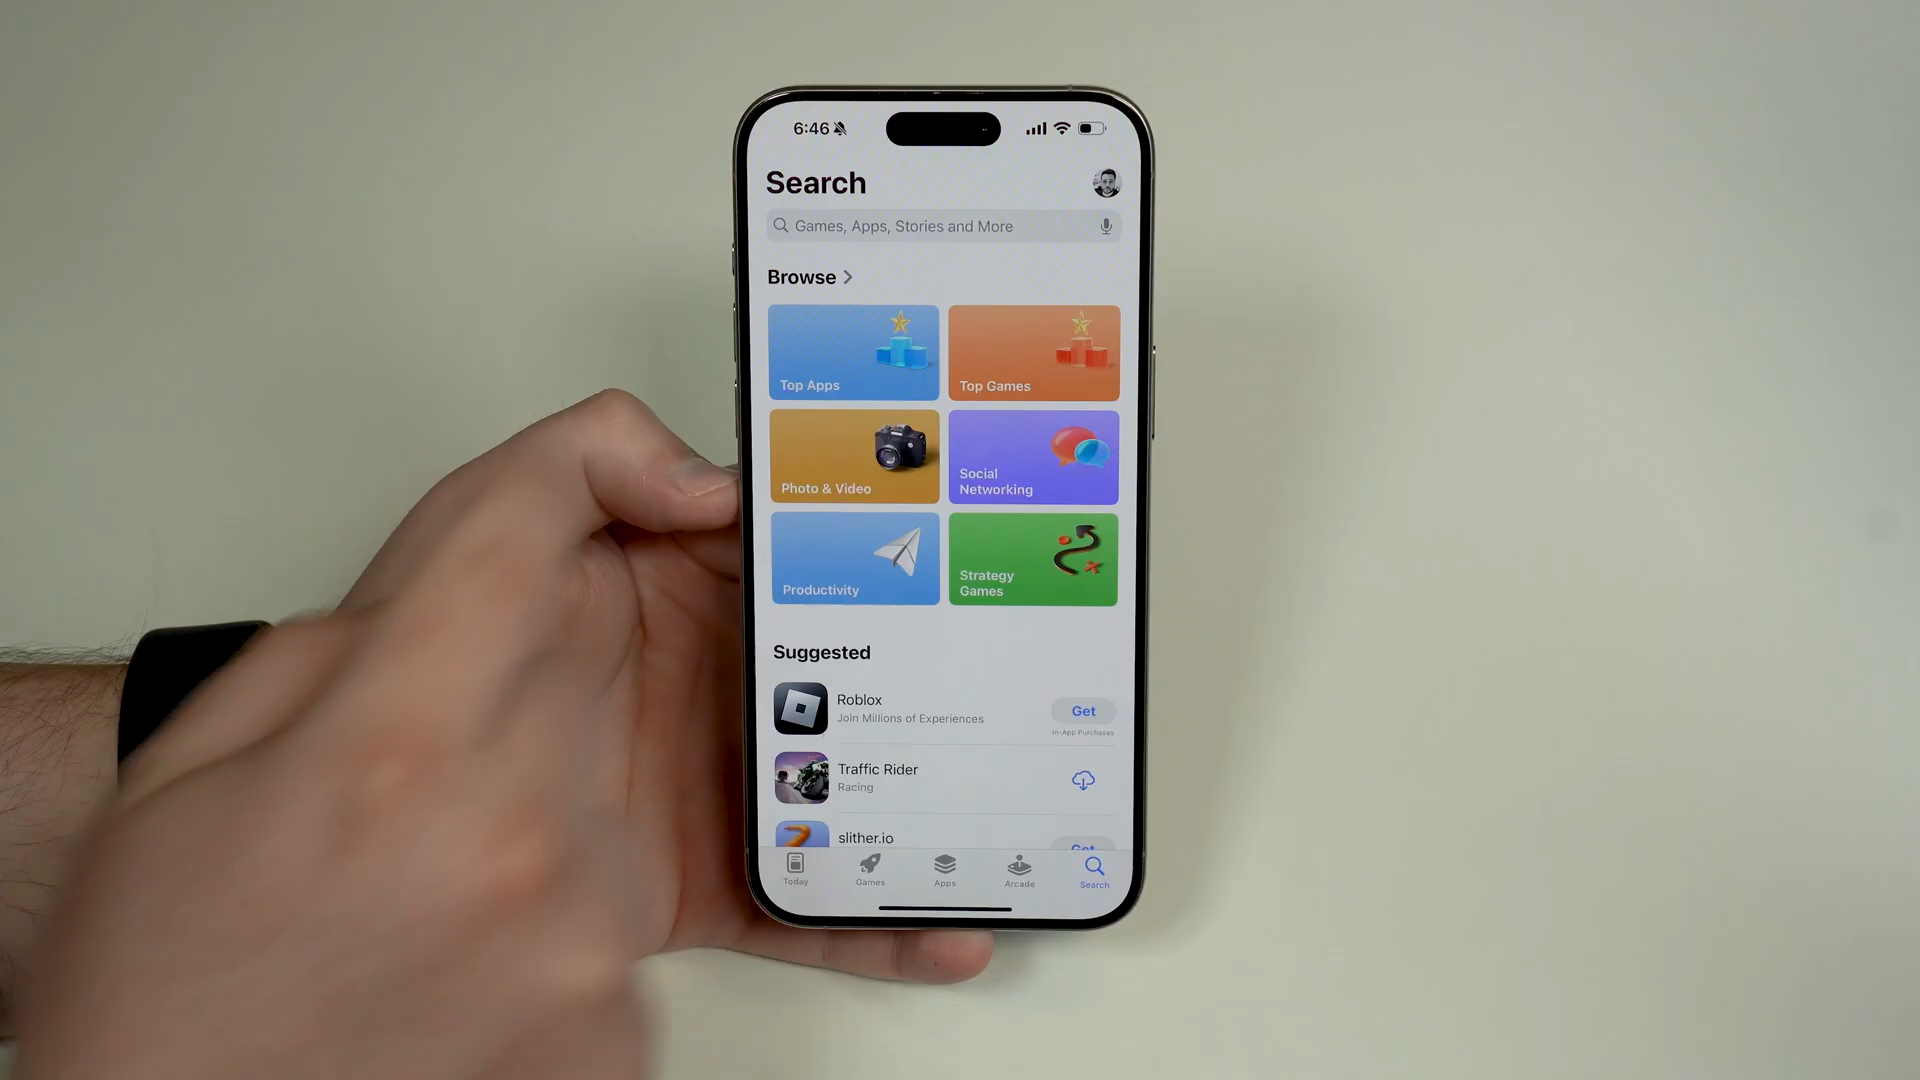 6:46
Search
Games, Apps, Stories and More
Browse
Top Apps
Top Games
Photo & Video
Social
Networking
Productivity
Strategy
Games
Suggested
Roblox
Join Millions of Experiences
Get
In-App Purchases
Traffic Rider
Racing
slither.io
Get
Today
Games
Apps
Arcade
Search